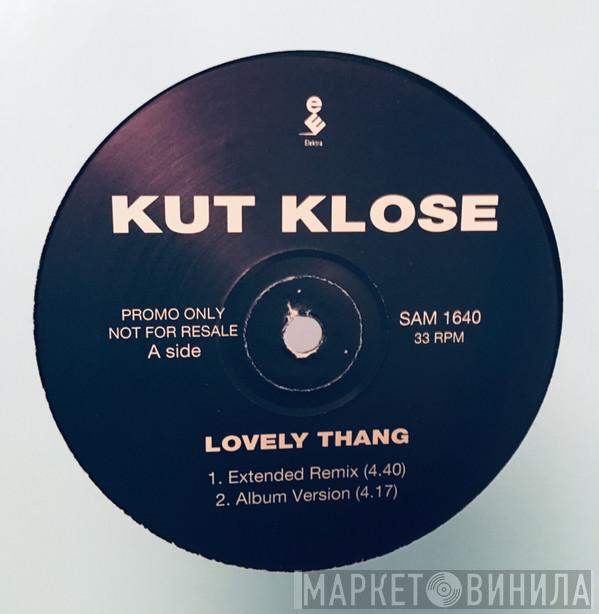 e
Elektra
KUT KLOSE
PROMO ONLY
NOT FOR RESALE
A side
SAM 1640
33 RPM
LOVELY THANG
1. Extended Remix (4.40)
2. Album Version (4.17)
МАРКЕТ ВИНИЛА